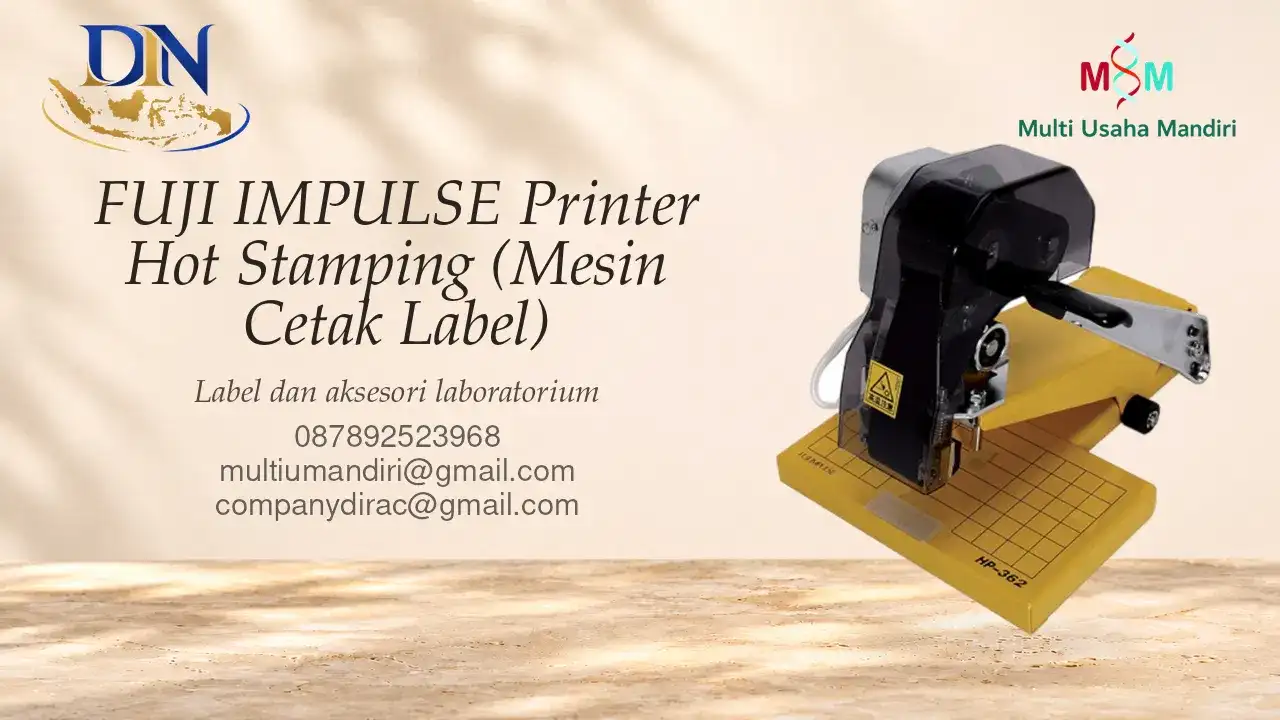 DN
M M
Multi Usaha Mandiri
FUJI IMPULSE Printer
Hot Stamping (Mesin
Cetak Label)
Label dan aksesori laboratorium
087892523968
multiumandiri@gmail.com
companydirac@gmail.com
HP-362